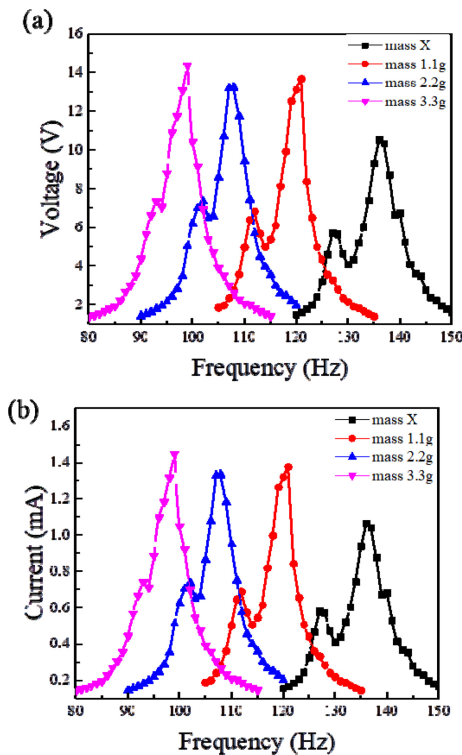 (a)
16
14
12
10
8
6
4
2
Voltage (V)
mass X
mass 1.1g
mass 2.2g
mass 3.3g
80 90 100 110 120 130 140 150
Frequency (Hz)
(b)
1.6
1.4
1.2
1.0
0.8
0.6
0.4
0.2
Current (mA)
mass X
mass 1.1g
mass 2.2g
mass 3.3g
80 90 100 110 120 130 140 150
Frequency (Hz)